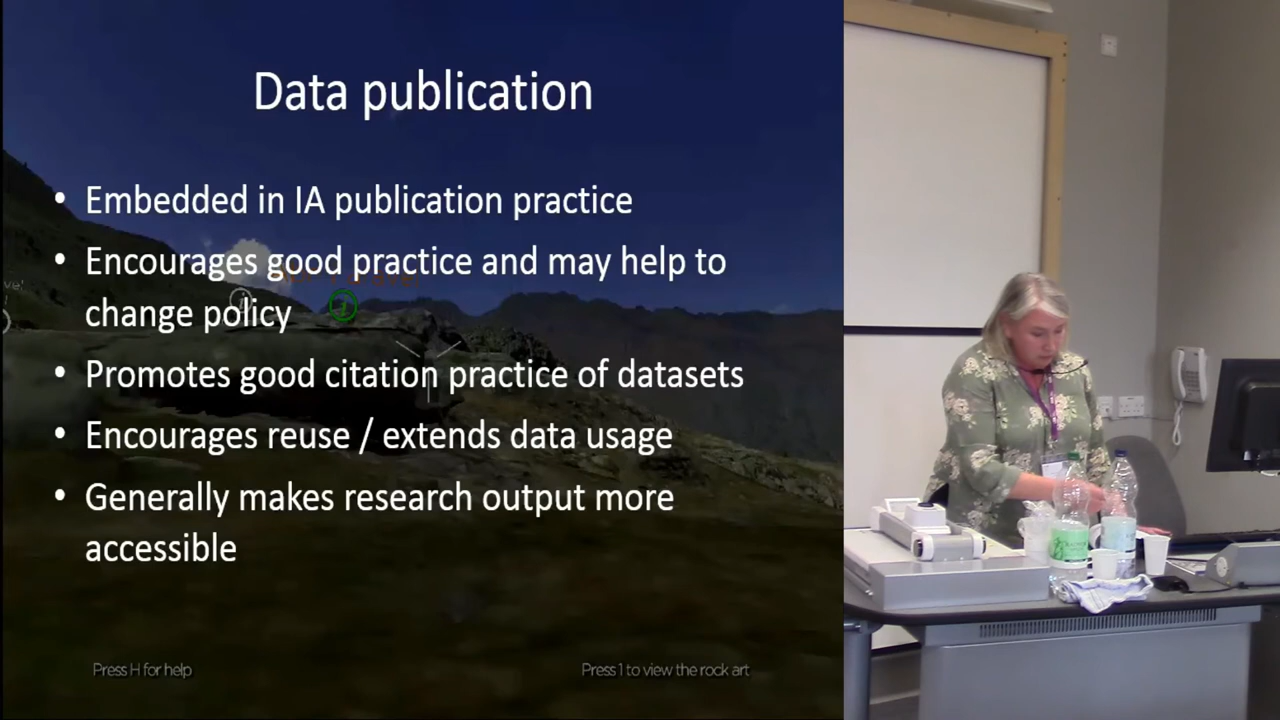 Data publication
• Embedded in IA publication practice
• Encourages good practice and may help to
change policy
• Promotes good citation practice of datasets
• Encourages reuse / extends data usage
• Generally makes research output more
accessible
Press H for help
Press 1 to view the rock art